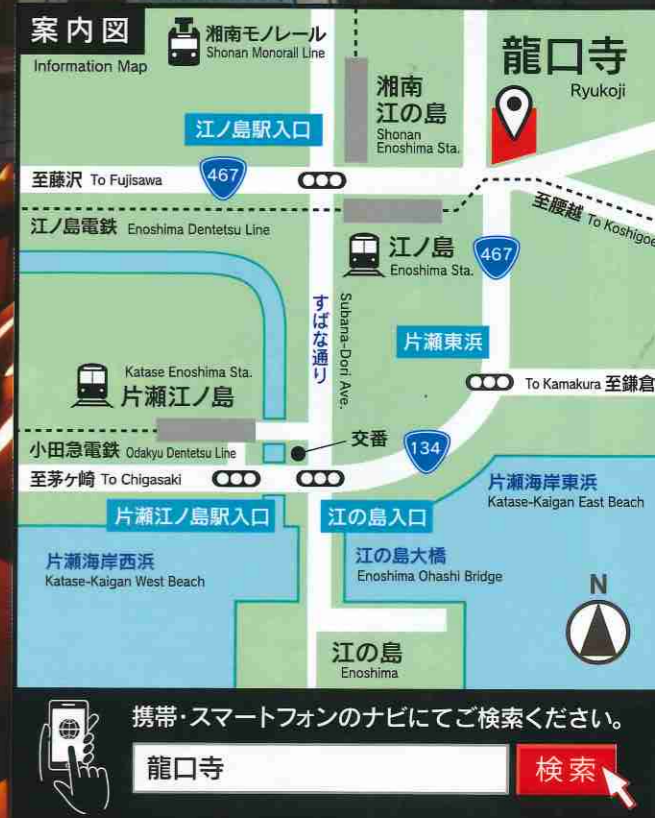 案内図
Information Map
湘南モノレール
Shonan Monorail Line
龍口寺
Ryukoji
湘南
江の島
Shonan
Enoshima Sta.
江ノ島駅入口
至藤沢 To Fujisawa
467
至腰越 To Koshigoe
江ノ島電鉄 Enoshima Dentetsu Line
江ノ島
Enoshima Sta.
467
すばな通り
Subana-Dori Ave.
片瀬東浜
Katase Enoshima Sta.
片瀬江ノ島
To Kamakura 至鎌倉
交番
134
小田急電鉄 Odakyu Dentetsu Line
至茅ヶ崎 To Chigasaki
片瀬海岸東浜
Katase-Kaigan East Beach
片瀬江ノ島駅入口
江の島入口
片瀬海岸西浜
Katase-Kaigan West Beach
江の島大橋
Enoshima Ohashi Bridge
N
江の島
Enoshima
携帯・スマートフォンのナビにてご検索ください。
龍口寺
検索